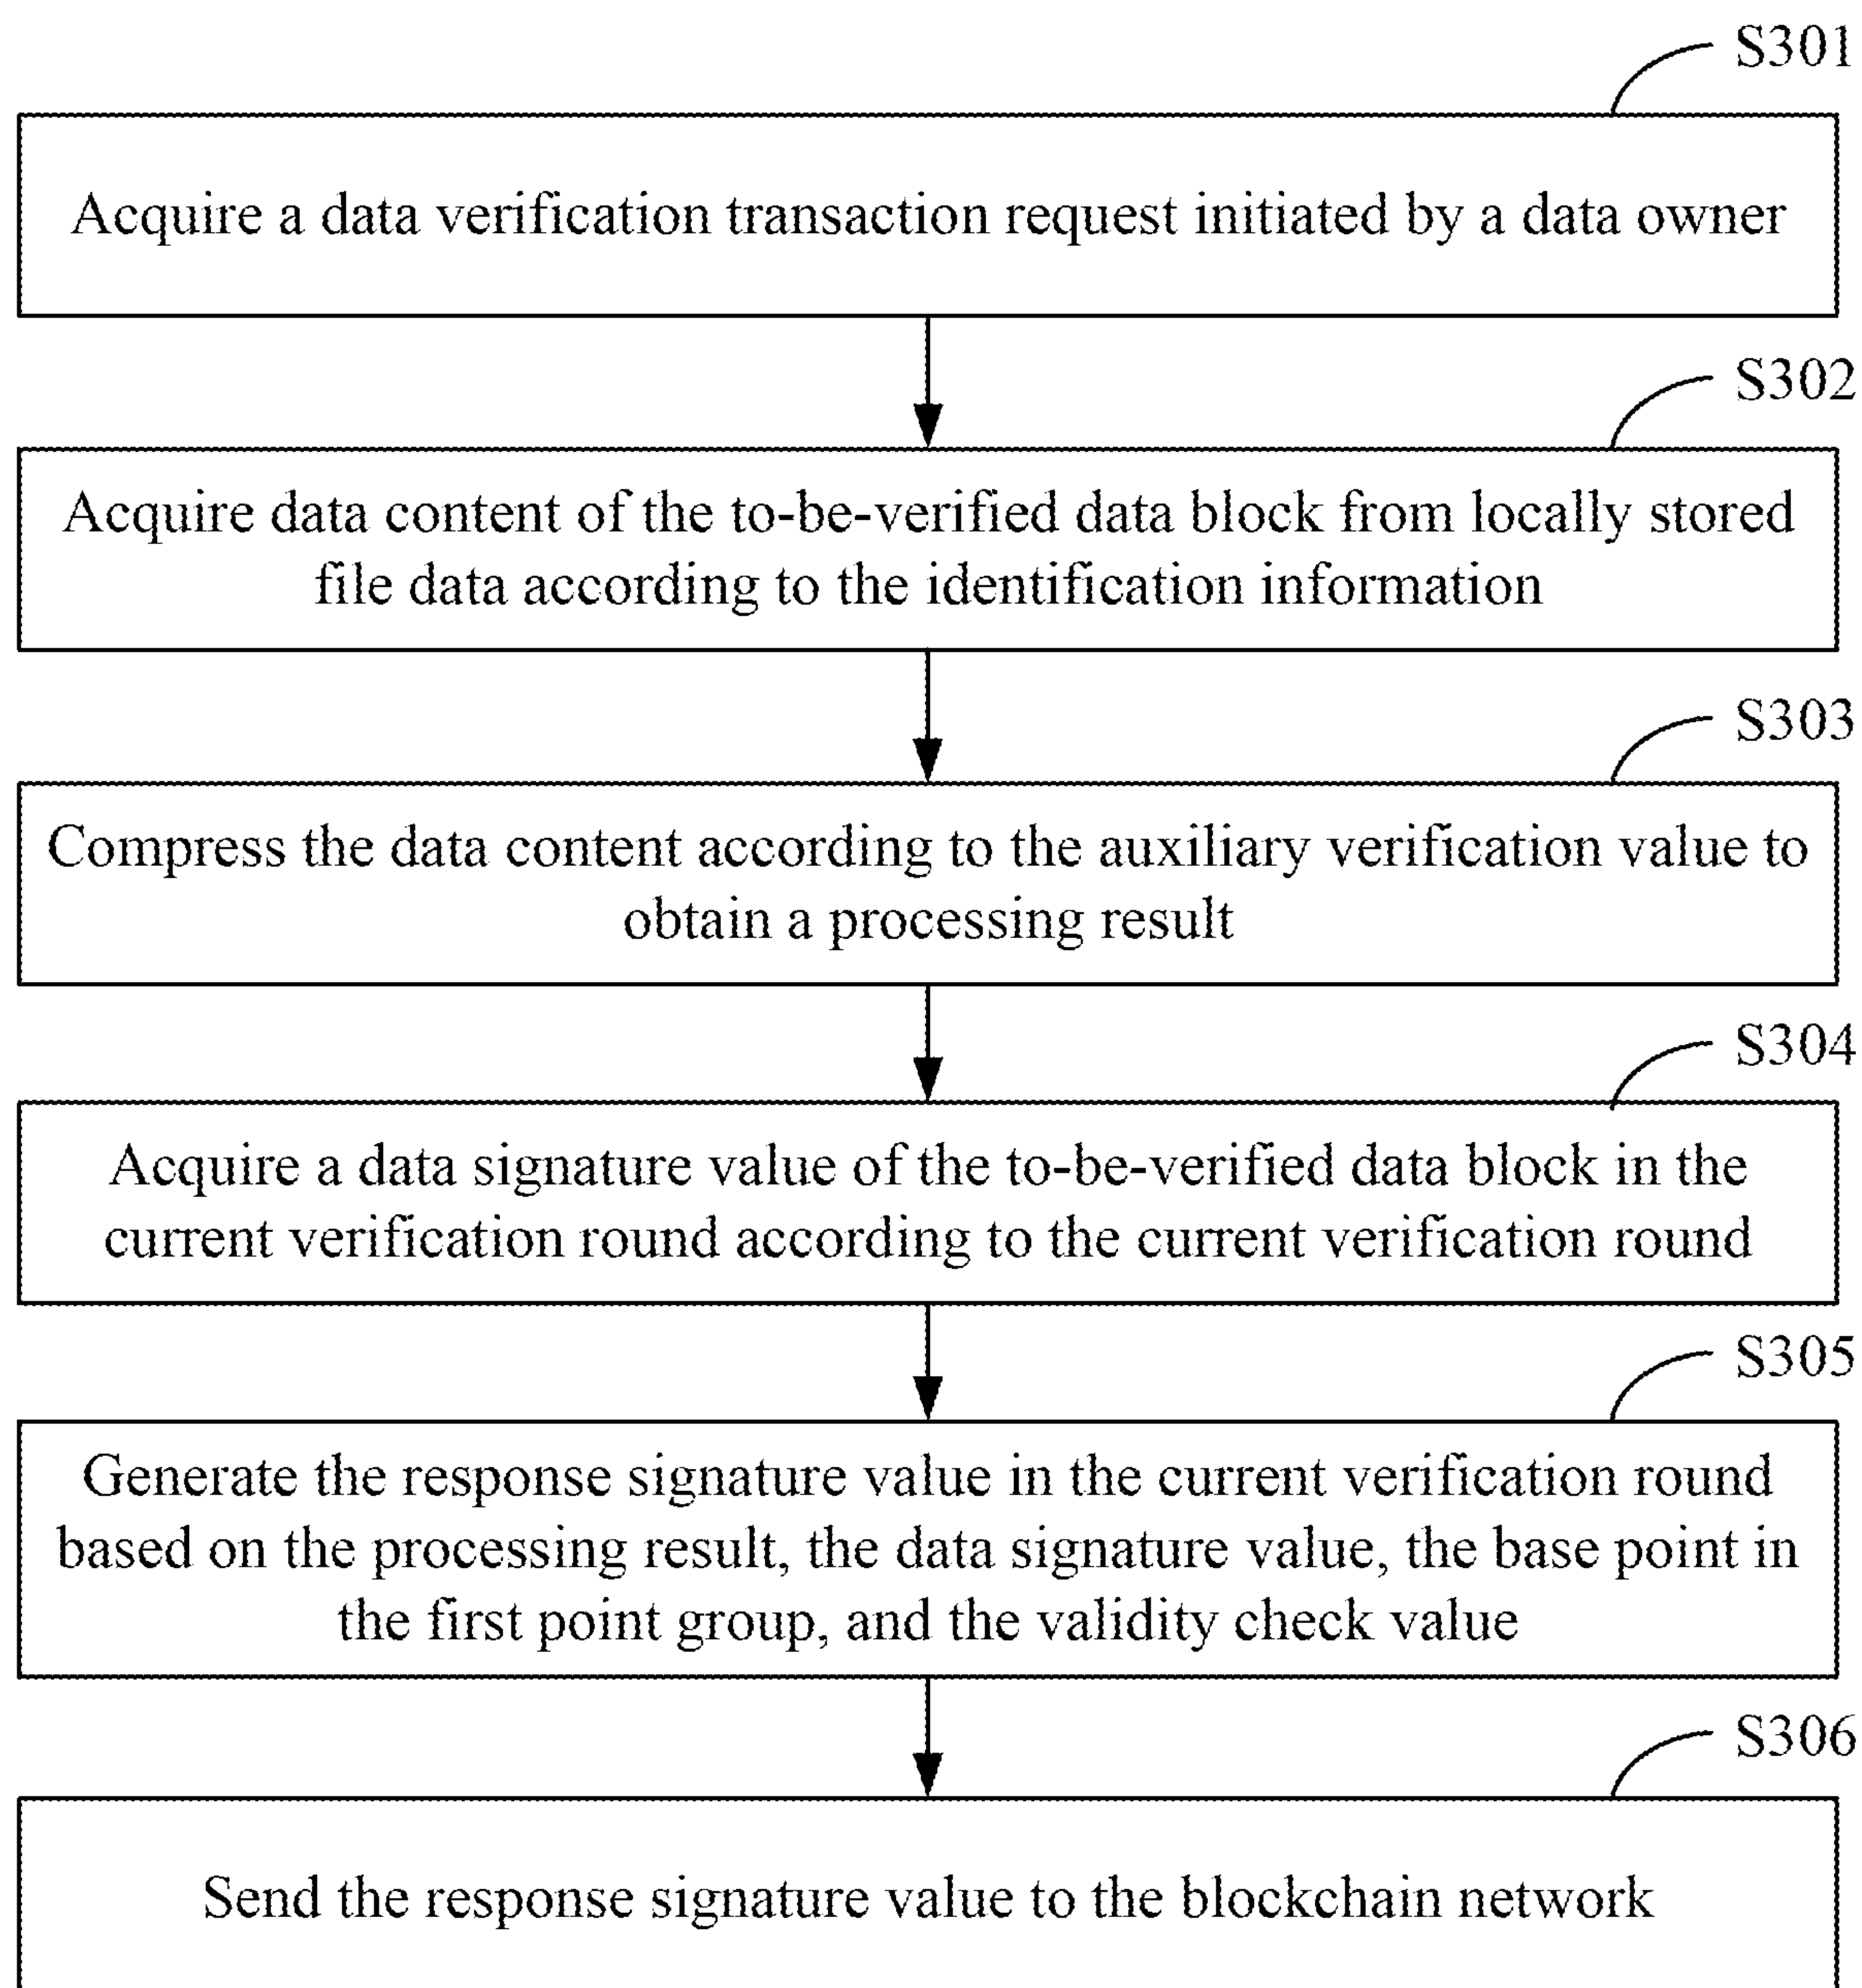 S301
Acquire a data verification transaction request initiated by a data owner
S302
Acquire data content of the to-be-verified data block from locally stored
file data according to the identification information
S303
Compress the data content according to the auxiliary verification value to
obtain a processing result
S304
Acquire a data signature value of the to-be-verified data block in the
current verification round according to the current verification round
S305
Generate the response signature value in the current verification round
based on the processing result, the data signature value, the base point in
the first point group, and the validity check value
S306
Send the response signature value to the blockchain network